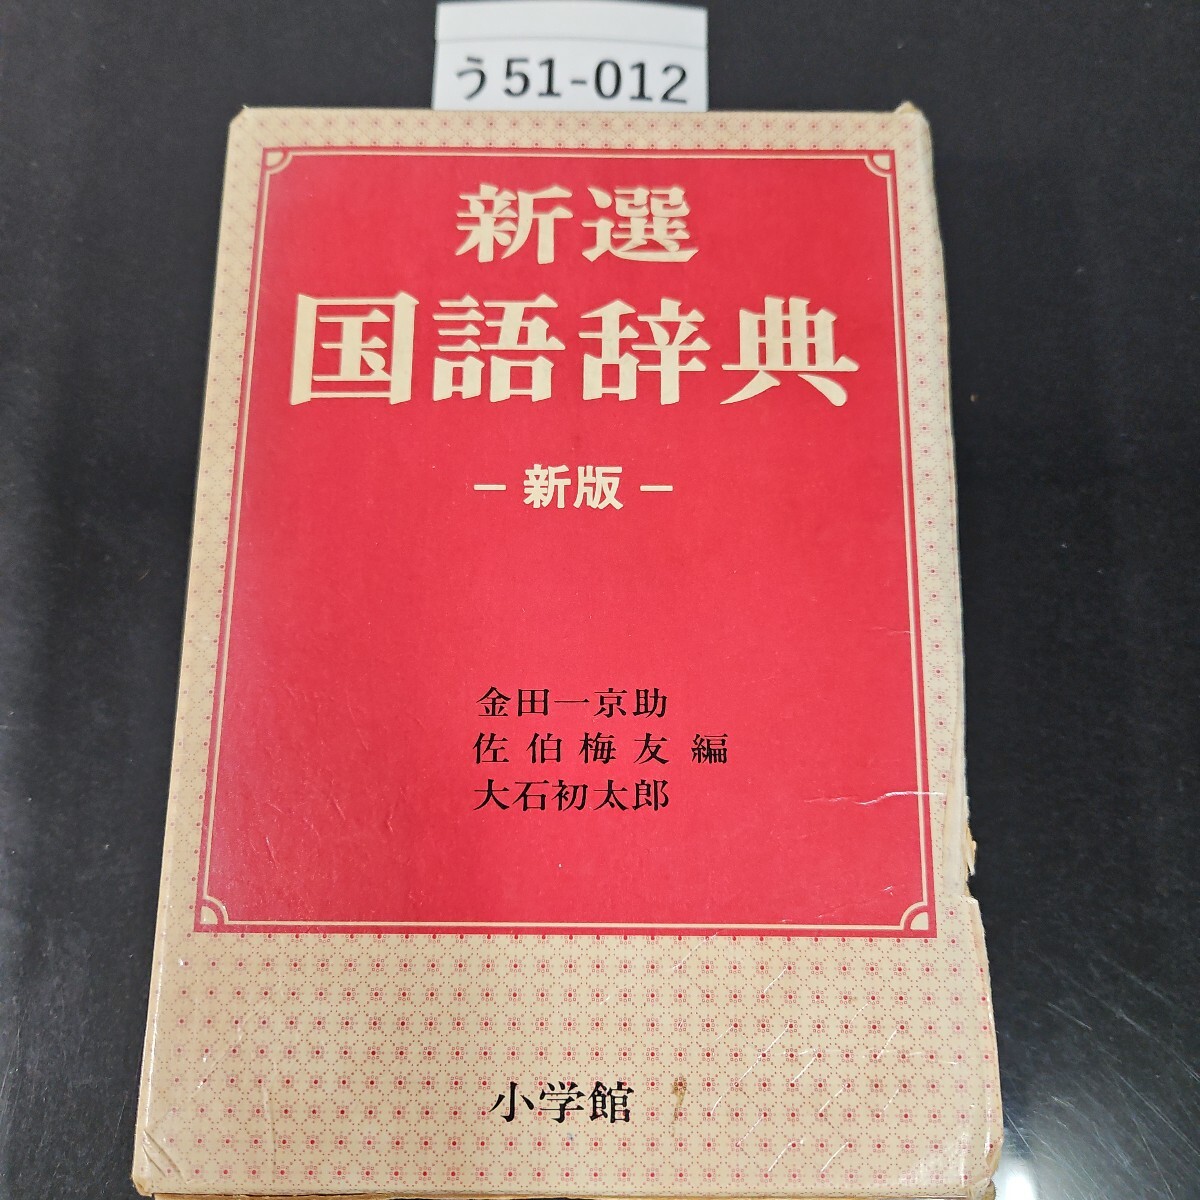 う51-012
新選
国語辞典
－新版－
金田一京助
佐伯梅友 編
大石初太郎
小学館